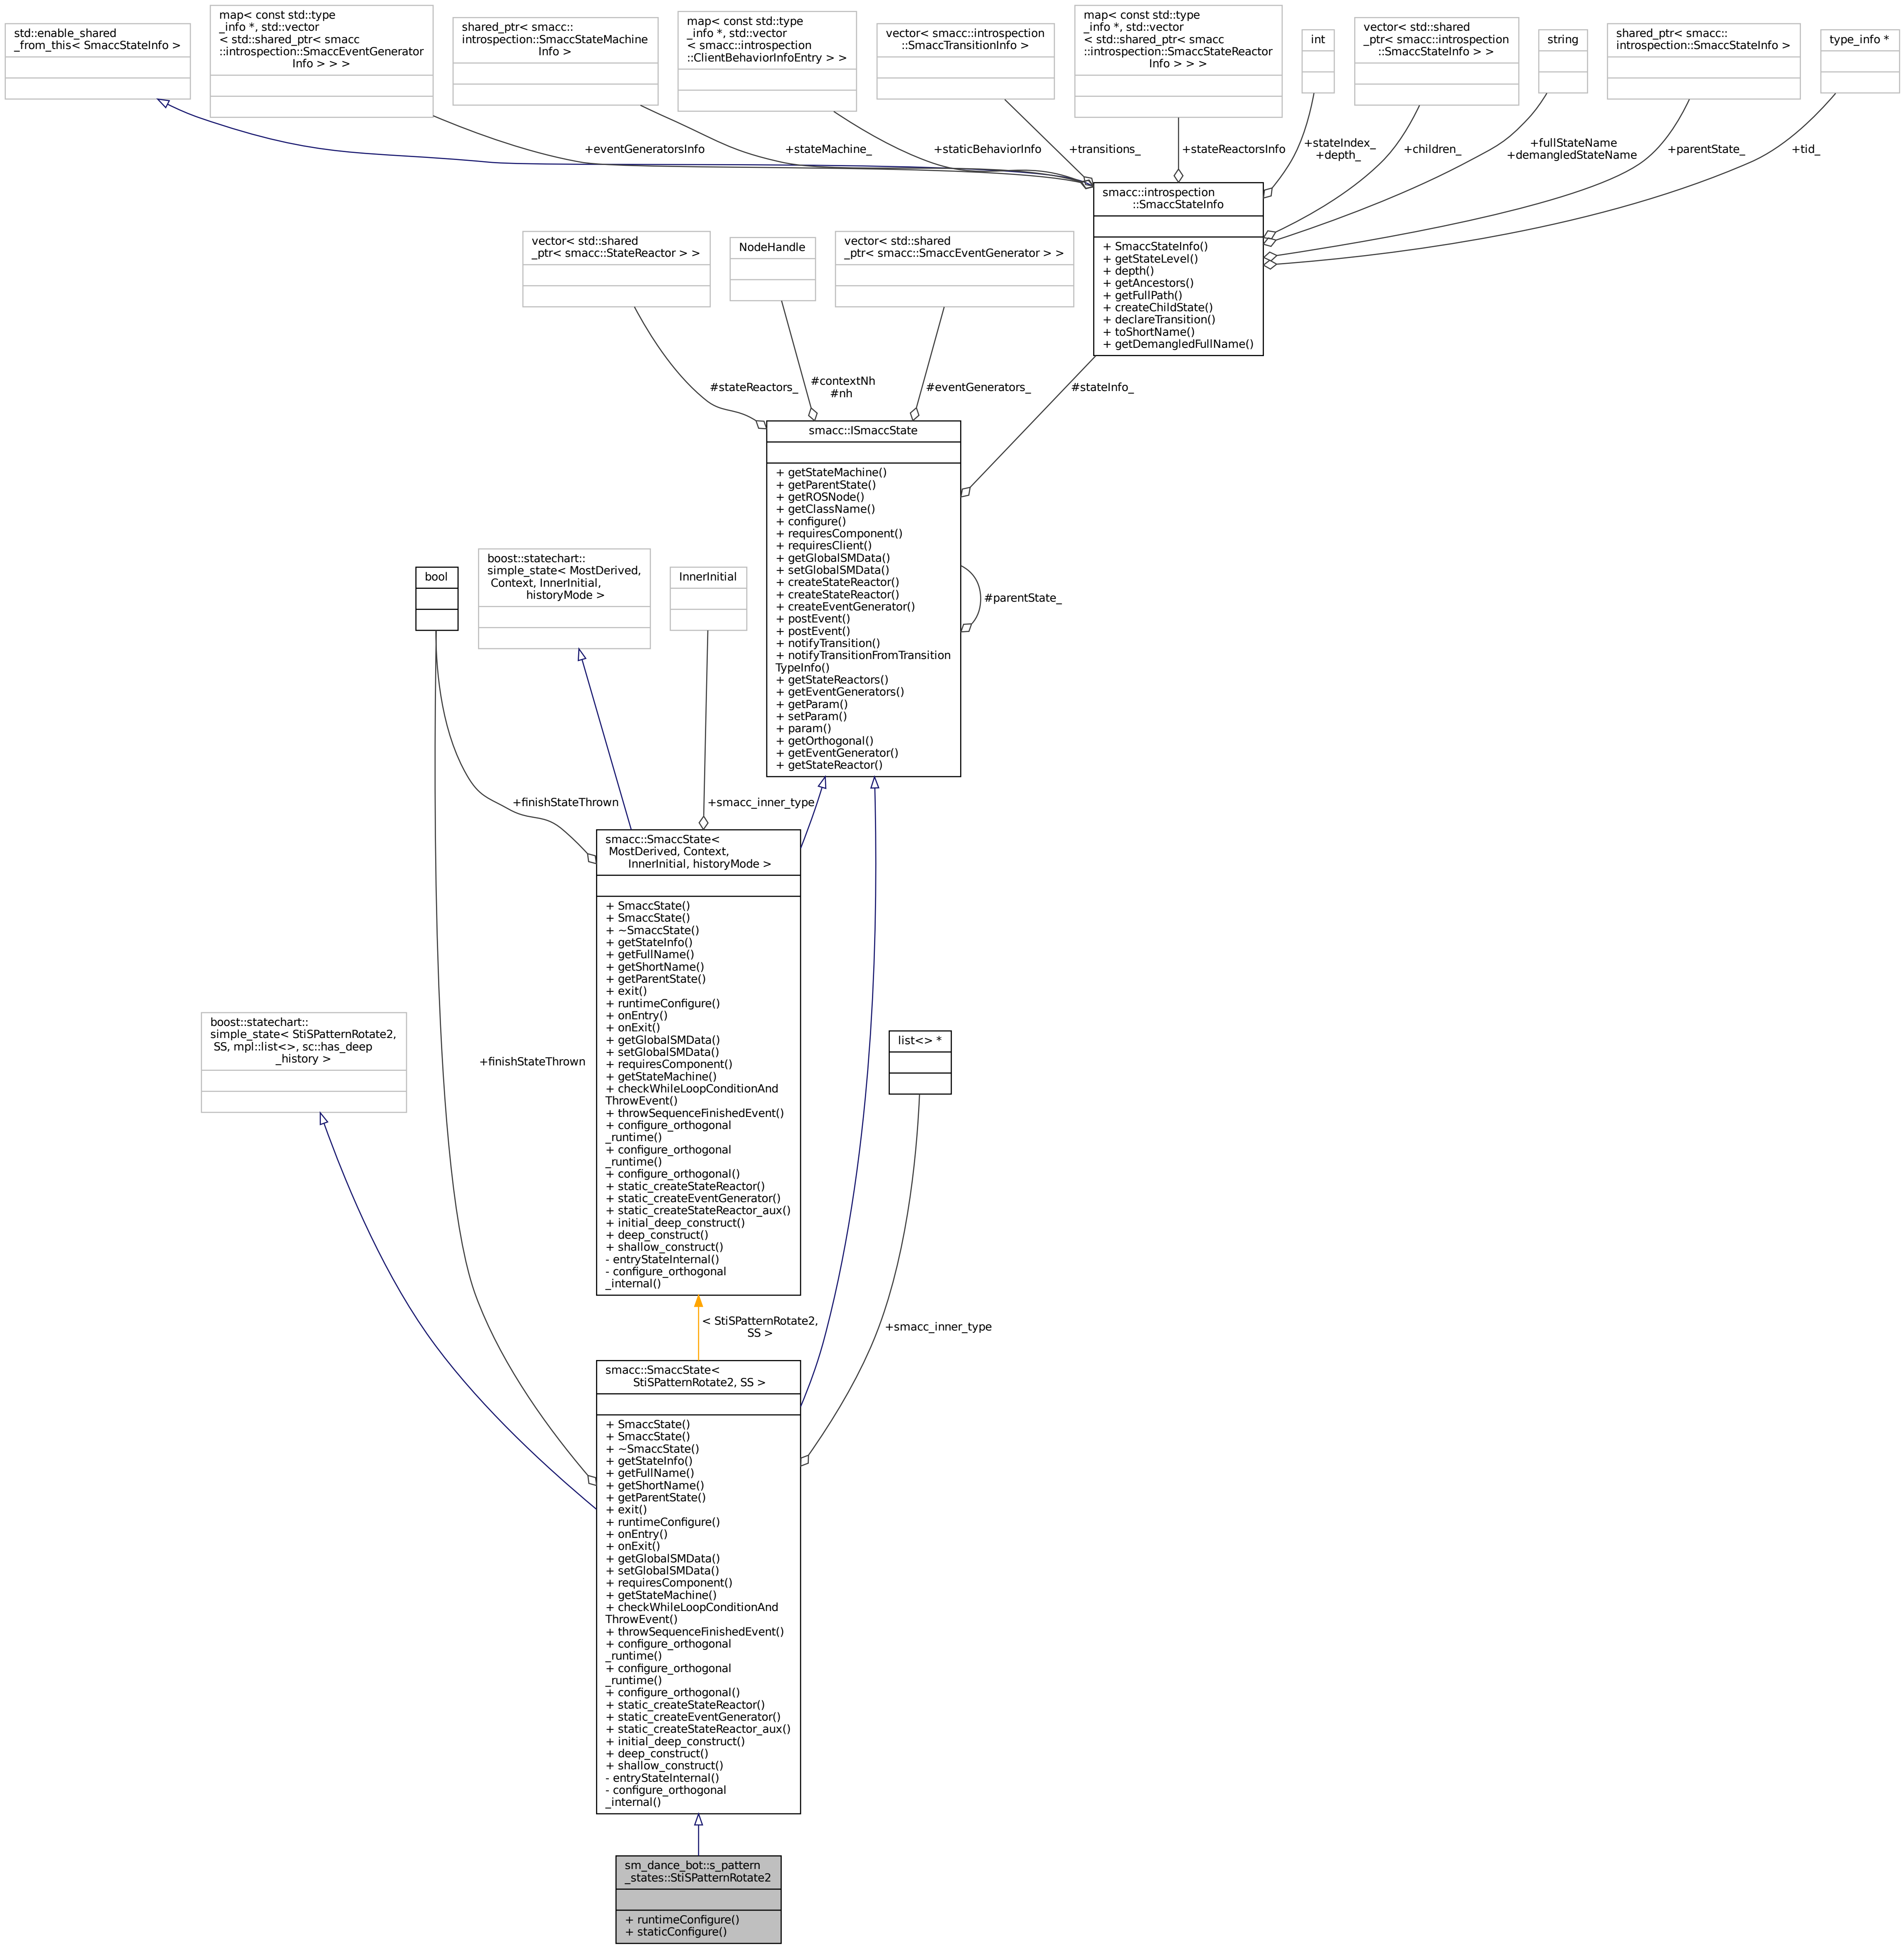 std::enable_shared
_from_this< SmaccStateInfo >
map< const std::type
_info *, std::vector
< std::shared_ptr< smacc
::introspection::SmaccEventGenerator
Info > > >
shared_ptr< smacc::
introspection::SmaccStateMachine
Info >
map< const std::type
_info *, std::vector
< smacc::introspection
::ClientBehaviorInfoEntry > >
vector< smacc::introspection
::SmaccTransitionInfo >
map< const std::type
_info *, std::vector
< std::shared_ptr< smacc
::introspection::SmaccStateReactor
Info > > >
int
vector< std::shared
_ptr< smacc::introspection
::SmaccStateInfo > >
string
shared_ptr< smacc::
introspection::SmaccStateInfo >
type_info *
+eventGeneratorsInfo
+stateMachine_
+staticBehaviorInfo
+transitions_
+stateReactorsInfo
+stateIndex_
+depth_
+children_
+fullStateName
+demangledStateName
+parentState_
+tid_
smacc::introspection
::SmaccStateInfo
+ SmaccStateInfo()
+ getStateLevel()
+ depth()
+ getAncestors()
+ getFullPath()
+ createChildState()
+ declareTransition()
+ toShortName()
+ getDemangledFullName()
vector< std::shared
_ptr< smacc::StateReactor > >
NodeHandle
vector< std::shared
_ptr< smacc::SmaccEventGenerator > >
#stateReactors_
#contextNh
#nh
#eventGenerators_
#stateInfo_
smacc::ISmaccState
+ getStateMachine()
+ getParentState()
+ getROSNode()
+ getClassName()
+ configure()
+ requiresComponent()
+ requiresClient()
+ getGlobalSMData()
+ setGlobalSMData()
+ createStateReactor()
+ createStateReactor()
+ createEventGenerator()
+ postEvent()
+ postEvent()
+ notifyTransition()
+ notifyTransitionFromTransition
TypeInfo()
+ getStateReactors()
+ getEventGenerators()
+ getParam()
+ setParam()
+ param()
+ getOrthogonal()
+ getEventGenerator()
+ getStateReactor()
#parentState_
bool
boost::statechart::
simple_state< MostDerived,
Context, InnerInitial,
historyMode >
InnerInitial
+finishStateThrown
+smacc_inner_type
smacc::SmaccState<
MostDerived, Context,
InnerInitial, historyMode >
+ SmaccState()
+ SmaccState()
+ ~SmaccState()
+ getStateInfo()
+ getFullName()
+ getShortName()
+ getParentState()
+ exit()
+ runtimeConfigure()
+ onEntry()
+ onExit()
+ getGlobalSMData()
+ setGlobalSMData()
+ requiresComponent()
+ getStateMachine()
+ checkWhileLoopConditionAnd
ThrowEvent()
+ throwSequenceFinishedEvent()
+ configure_orthogonal
_runtime()
+ configure_orthogonal
_runtime()
+ configure_orthogonal()
+ static_createStateReactor()
+ static_createEventGenerator()
+ static_createStateReactor_aux()
+ initial_deep_construct()
+ deep_construct()
+ shallow_construct()
- entryStateInternal()
- configure_orthogonal
_internal()
boost::statechart::
simple_state< StiSPatternRotate2,
SS, mpl::list<>, sc::has_deep
_history >
+finishStateThrown
list<> *
< StiSPatternRotate2,
SS >
+smacc_inner_type
smacc::SmaccState<
StiSPatternRotate2, SS >
+ SmaccState()
+ SmaccState()
+ ~SmaccState()
+ getStateInfo()
+ getFullName()
+ getShortName()
+ getParentState()
+ exit()
+ runtimeConfigure()
+ onEntry()
+ onExit()
+ getGlobalSMData()
+ setGlobalSMData()
+ requiresComponent()
+ getStateMachine()
+ checkWhileLoopConditionAnd
ThrowEvent()
+ throwSequenceFinishedEvent()
+ configure_orthogonal
_runtime()
+ configure_orthogonal
_runtime()
+ configure_orthogonal()
+ static_createStateReactor()
+ static_createEventGenerator()
+ static_createStateReactor_aux()
+ initial_deep_construct()
+ deep_construct()
+ shallow_construct()
- entryStateInternal()
- configure_orthogonal
_internal()
sm_dance_bot::s_pattern
_states::StiSPatternRotate2
+ runtimeConfigure()
+ staticConfigure()